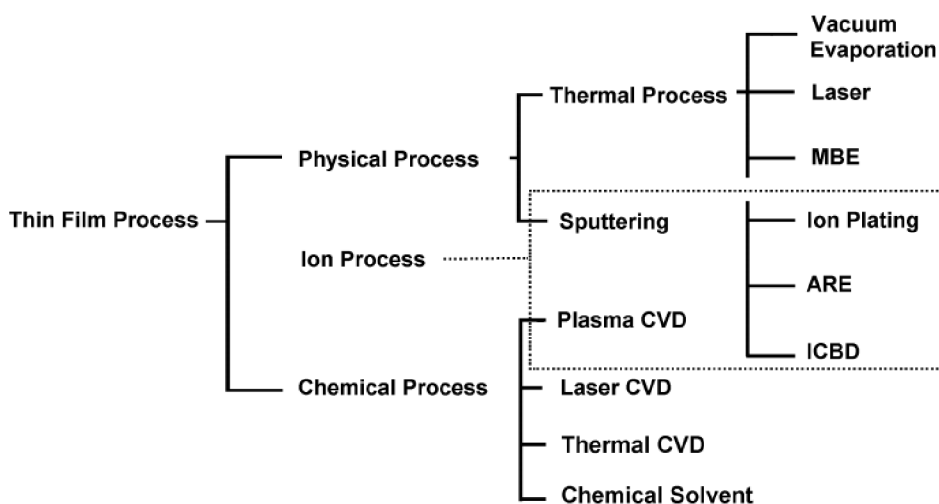 Vacuum
Evaporation
Thermal Process
Laser
Physical Process
MBE
Thin Film Process
Sputtering
Ion Plating
Ion Process
ARE
Plasma CVD
ICBD
Chemical Process
Laser CVD
Thermal CVD
Chemical Solvent